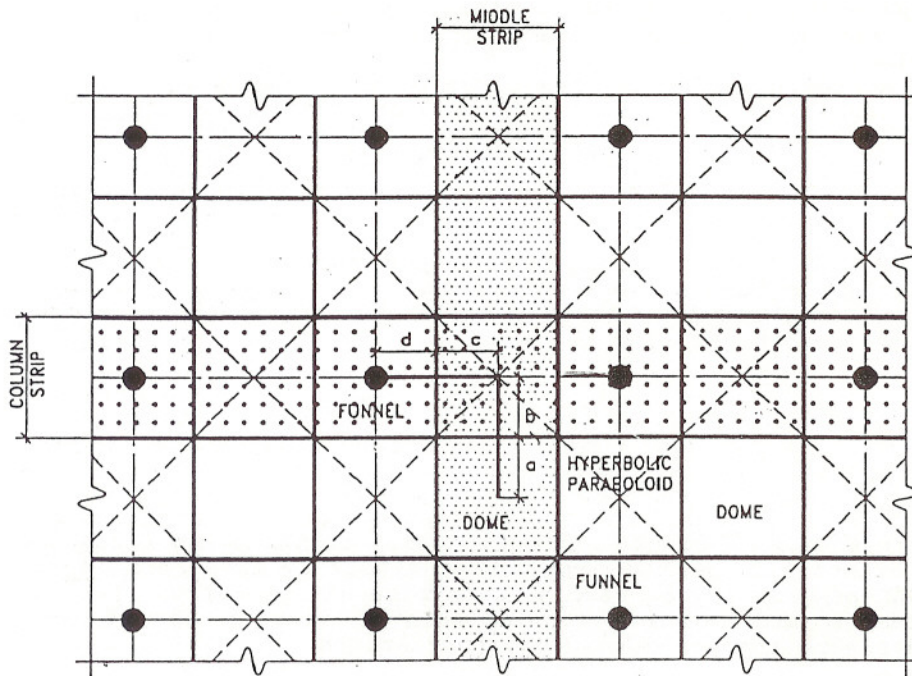 MIDDLE
STRIP
COLUMN
STRIP
d
c
FUNNEL
b
a
HYPERBOLIC
PARABOLOID
DOME
DOME
FUNNEL